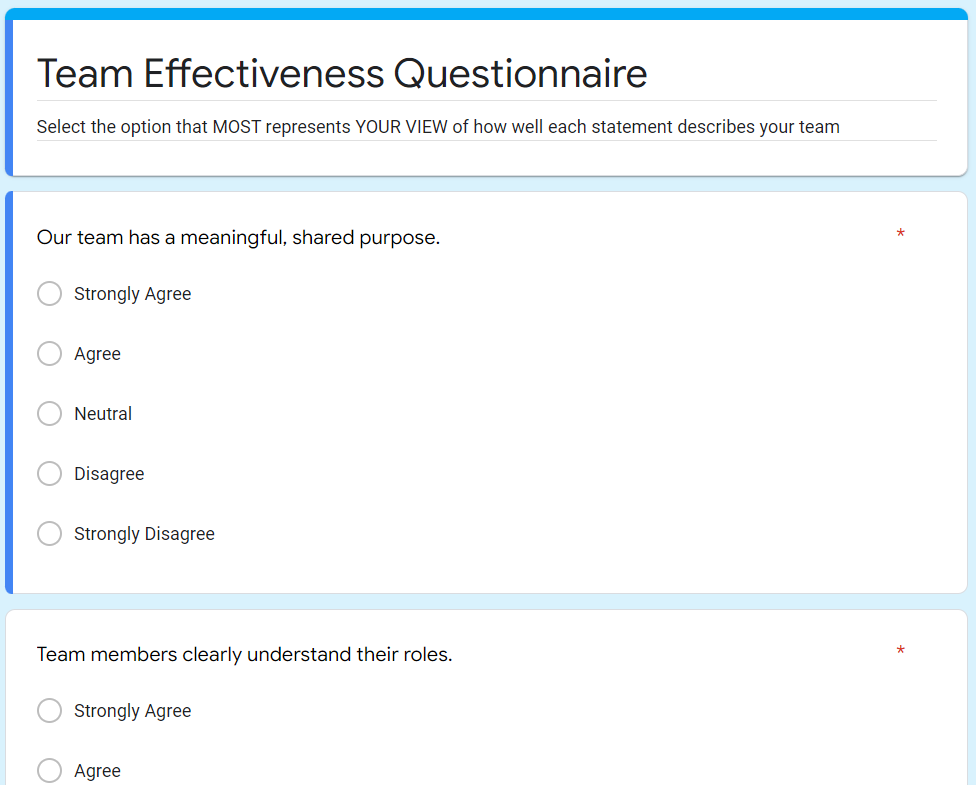 Team Effectiveness Questionnaire
Select the option that MOST represents YOUR VIEW of how well each statement describes your team
Our team has a meaningful, shared purpose. *
Strongly Agree
Agree
Neutral
Disagree
Strongly Disagree
Team members clearly understand their roles. *
Strongly Agree
Agree